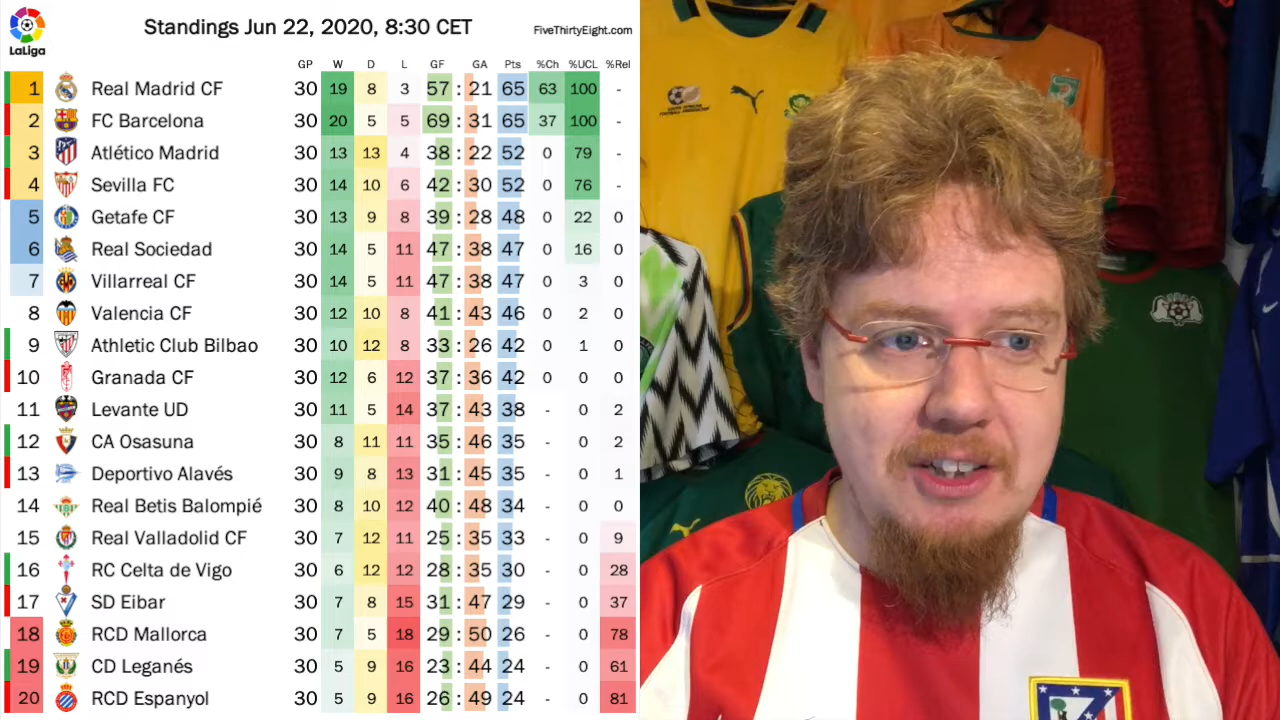 LaLiga
Standings Jun 22, 2020, 8:30 CET
FiveThirtyEight.com
GP W D L GF GA Pts %Ch %UCL %Rel
1 Real Madrid CF 30 19 8 3 57 : 21 65 63 100 -
2 FC Barcelona 30 20 5 5 69 : 31 65 37 100 -
3 Atlético Madrid 30 13 13 4 38 : 22 52 0 79 -
4 Sevilla FC 30 14 10 6 42 : 30 52 0 76 -
5 Getafe CF 30 13 9 8 39 : 28 48 0 22 0
6 Real Sociedad 30 14 5 11 47 : 38 47 0 16 0
7 Villarreal CF 30 14 5 11 47 : 38 47 0 3 0
8 Valencia CF 30 12 10 8 41 : 43 46 0 2 0
9 Athletic Club Bilbao 30 10 12 8 33 : 26 42 0 1 0
10 Granada CF 30 12 6 12 37 : 36 42 0 0 0
11 Levante UD 30 11 5 14 37 : 43 38 - 0 2
12 CA Osasuna 30 8 11 11 35 : 46 35 - 0 2
13 Deportivo Alavés 30 9 8 13 31 : 45 35 - 0 1
14 Real Betis Balompié 30 8 10 12 40 : 48 34 - 0 0
15 Real Valladolid CF 30 7 12 11 25 : 35 33 - 0 9
16 RC Celta de Vigo 30 6 12 12 28 : 35 30 - 0 28
17 SD Eibar 30 7 8 15 31 : 47 29 - 0 37
18 RCD Mallorca 30 7 5 18 29 : 50 26 - 0 78
19 CD Leganés 30 5 9 16 23 : 44 24 - 0 61
20 RCD Espanyol 30 5 9 16 26 : 49 24 - 0 81